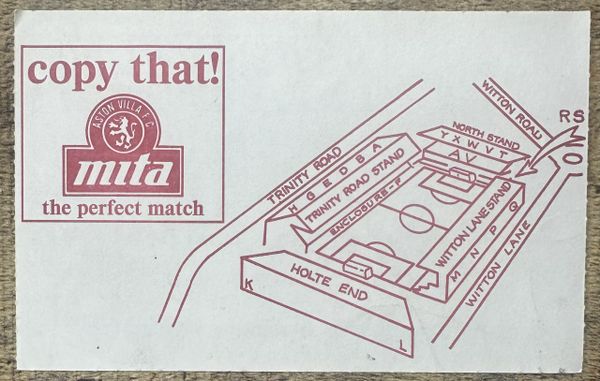 copy that!
ASTON VILLA F.C
mita
the perfect match
WITTON ROAD
RS
NORTH STAND
Y X W V T
AV
O
TRINITY ROAD
H G E D B A
TRINITY ROAD STAND
ENCLOSURE-F
WITTON LANE STAND
M N P Q
WITTON LANE
HOLTE END
K
L